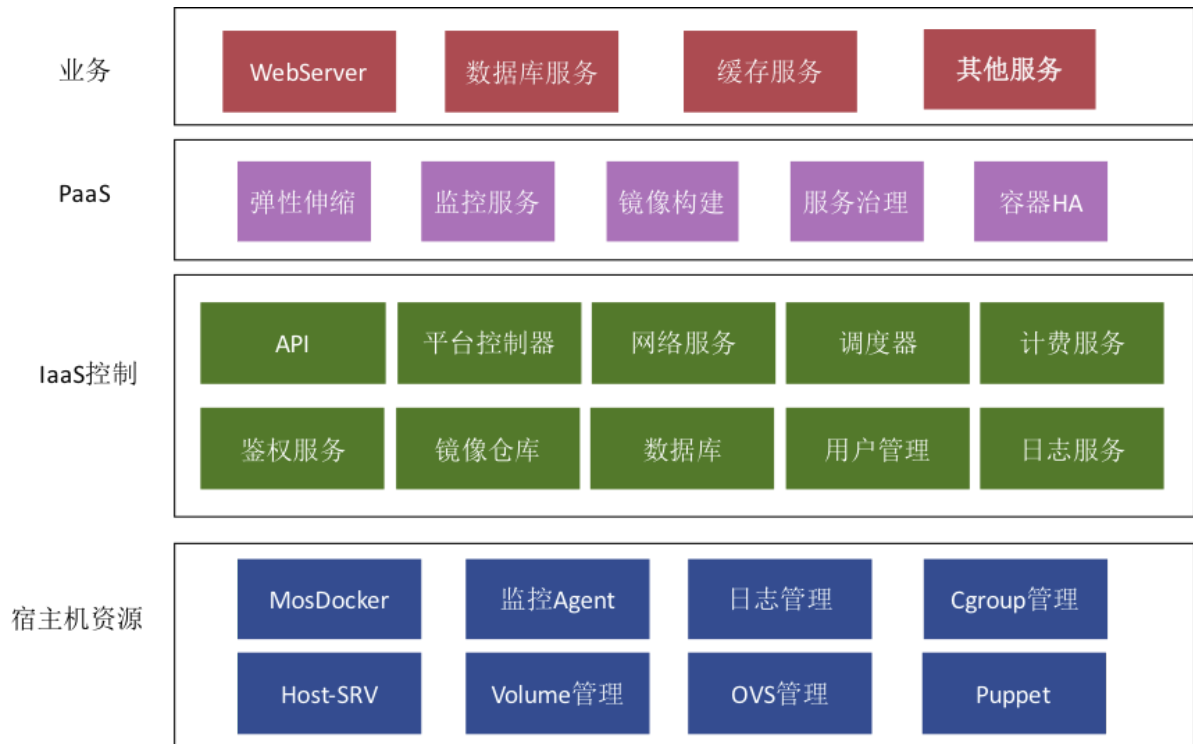 业务
WebServer
数据库服务
缓存服务
其他服务
PaaS
弹性伸缩
监控服务
镜像构建
服务治理
容器HA
IaaS控制
API
平台控制器
网络服务
调度器
计费服务
鉴权服务
镜像仓库
数据库
用户管理
日志服务
宿主机资源
MosDocker
监控Agent
日志管理
Cgroup管理
Host-SRV
Volume管理
OVS管理
Puppet